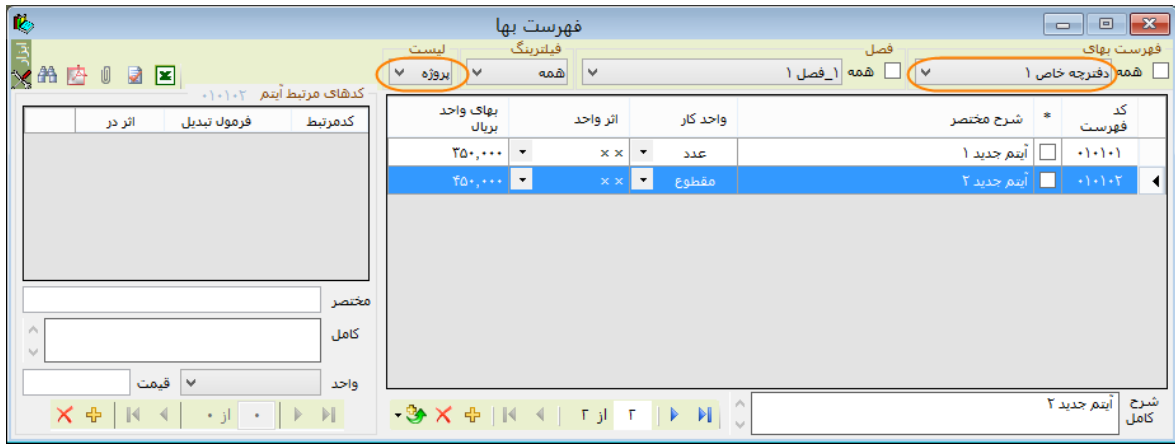 فهرست بها
فهرست بهای
همه
دفترچه خاص ۱
فصل
همه
۱_فصل ۱
فیلترینگ
همه
لیست
پروژه
ابزار
کد فهرست
*
شرح مختصر
واحد کار
اثر واحد
بهای واحد بریال
۰۱۰۱۰۱
آیتم جدید ۱
عدد
××
۳۵۰,۰۰۰
۰۱۰۱۰۲
آیتم جدید ۲
مقطوع
××
۴۵۰,۰۰۰
شرح کامل
آیتم جدید ۲
۲ از ۲
کدهای مرتبط آیتم ۰۱۰۱۰۲
کدمرتبط
فرمول تبدیل
اثر در
مختصر
کامل
واحد
قیمت
۰ از ۰